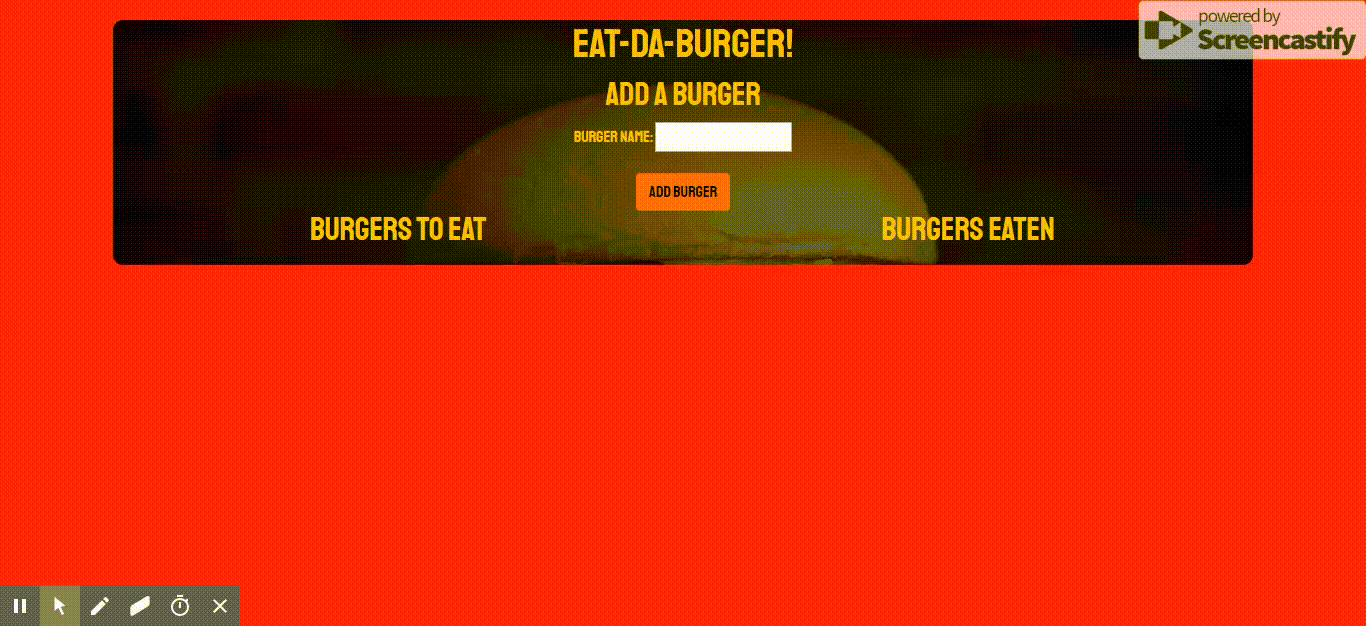 powered by
Screencastify
EAT-DA-BURGER!
ADD A BURGER
BURGER NAME:
ADD BURGER
BURGERS TO EAT
BURGERS EATEN